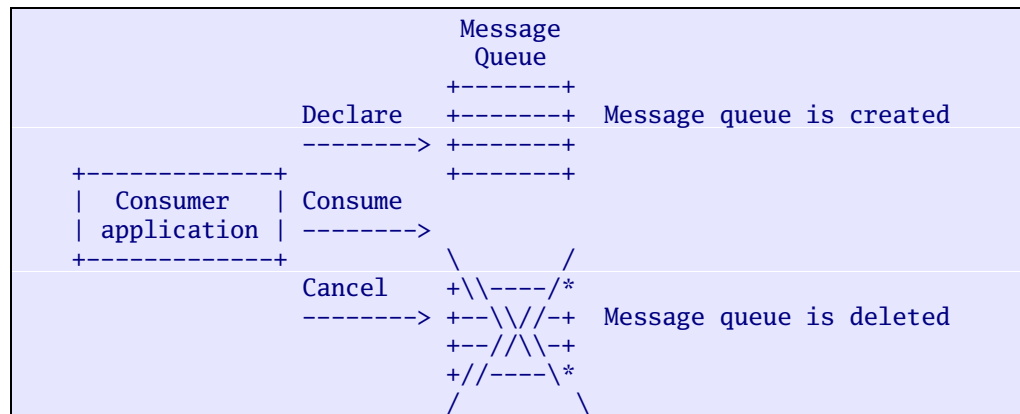 Message
                                 Queue
                               +-------+
                     Declare   +-------+  Message queue is created
                     --------> +-------+
    +-------------+            +-------+
    |  Consumer   | Consume
    | application | -------->
    +-------------+            \       /
                     Cancel    +\\----/*
                     --------> +--\\//-+  Message queue is deleted
                               +--//\\-+
                               +//----\*
                               /        \